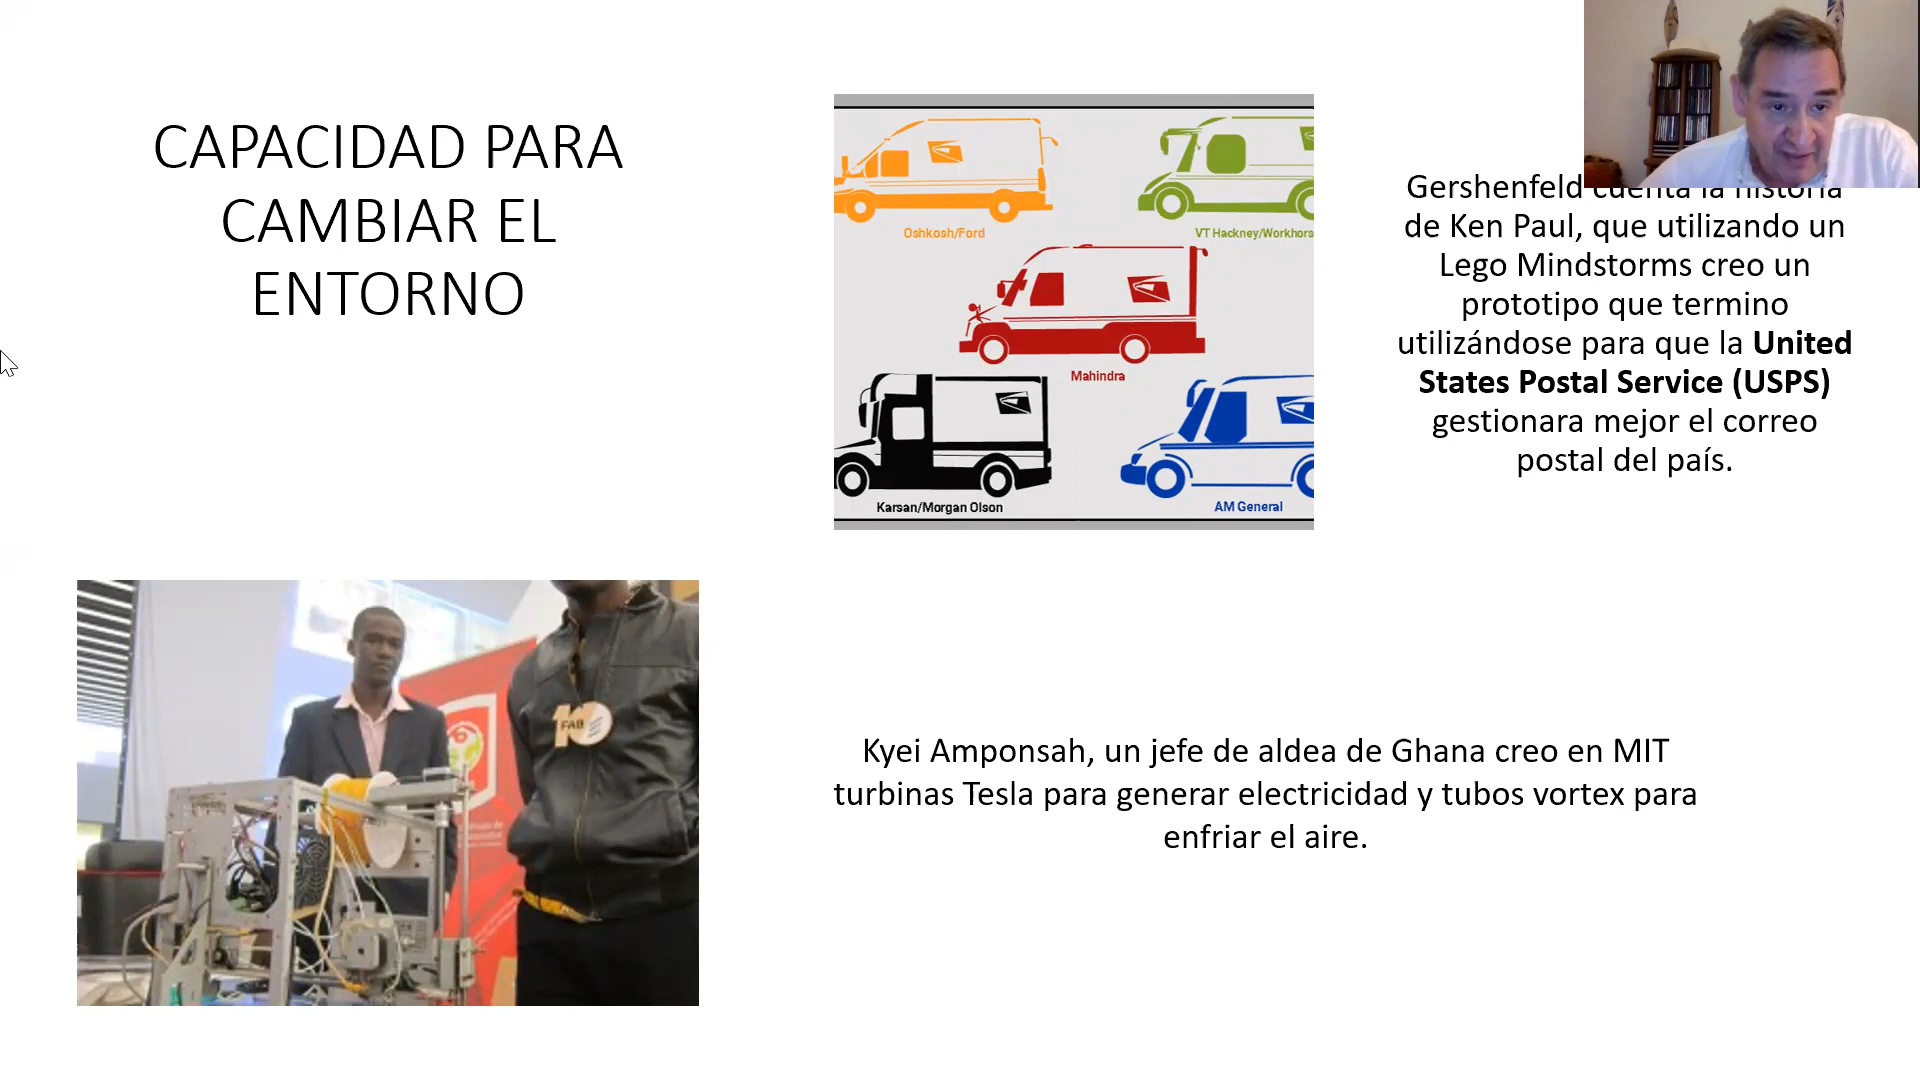 CAPACIDAD PARA
CAMBIAR EL
ENTORNO
Oshkosh/Ford
VT Hackney/Workhors
Mahindra
Karsan/Morgan Olson
AM General
Gershenfeld cuenta la historia
de Ken Paul, que utilizando un
Lego Mindstorms creo un
prototipo que termino
utilizándose para que la United
States Postal Service (USPS)
gestionara mejor el correo
postal del país.
FAB
Kyei Amponsah, un jefe de aldea de Ghana creo en MIT
turbinas Tesla para generar electricidad y tubos vortex para
enfriar el aire.